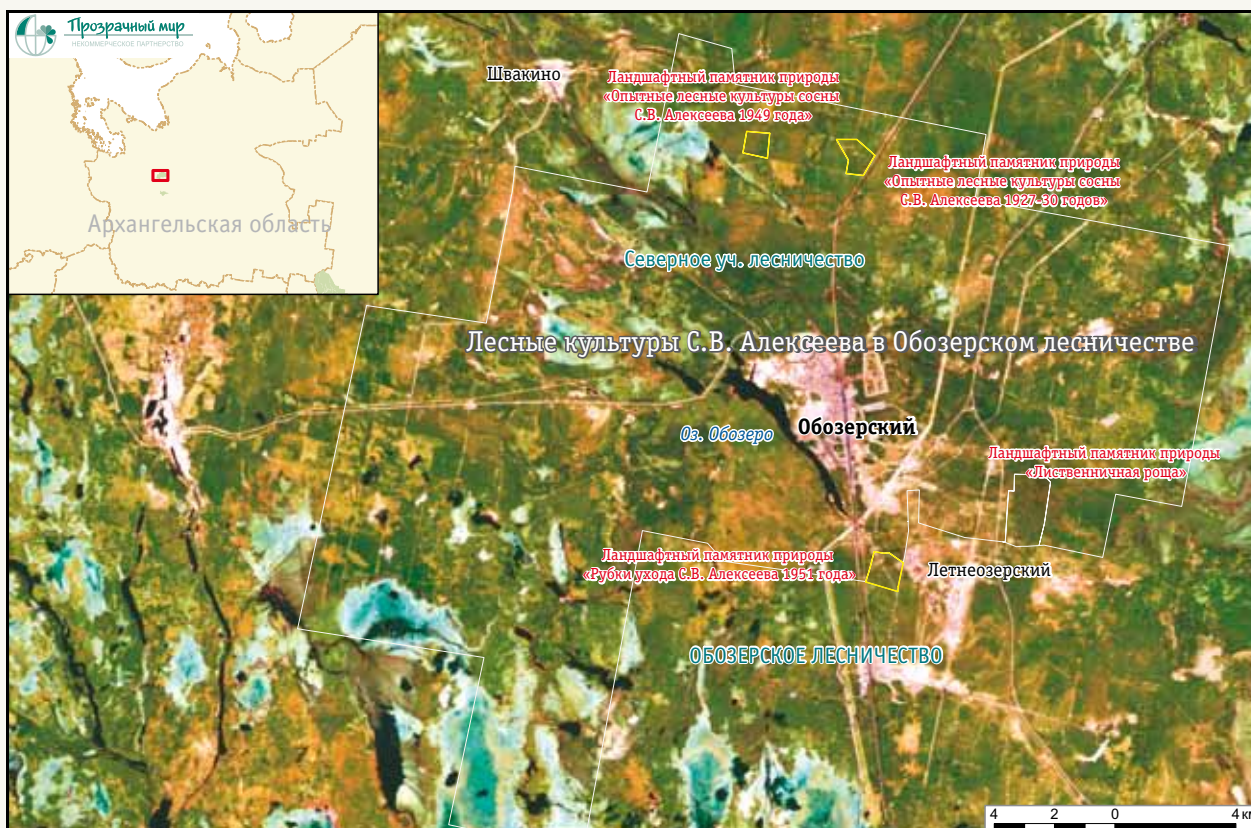 Прозрачный мир
НЕКОММЕРЧЕСКОЕ ПАРТНЕРСТВО
Архангельская область
Швакино
Ландшафтный памятник природы
«Опытные лесные культуры сосны
С.В. Алексеева 1949 года»
Ландшафтный памятник природы
«Опытные лесные культуры сосны
С.В. Алексеева 1927-30 годов»
Северное уч. лесничество
Лесные культуры С.В. Алексеева в Обозерском лесничестве
Оз. Обозеро
Обозерский
Ландшафтный памятник природы
«Лиственничная роща»
Ландшафтный памятник природы
«Рубки ухода С.В. Алексеева 1951 года»
Летнеозерский
ОБОЗЕРСКОЕ ЛЕСНИЧЕСТВО
4 2 0 4 км